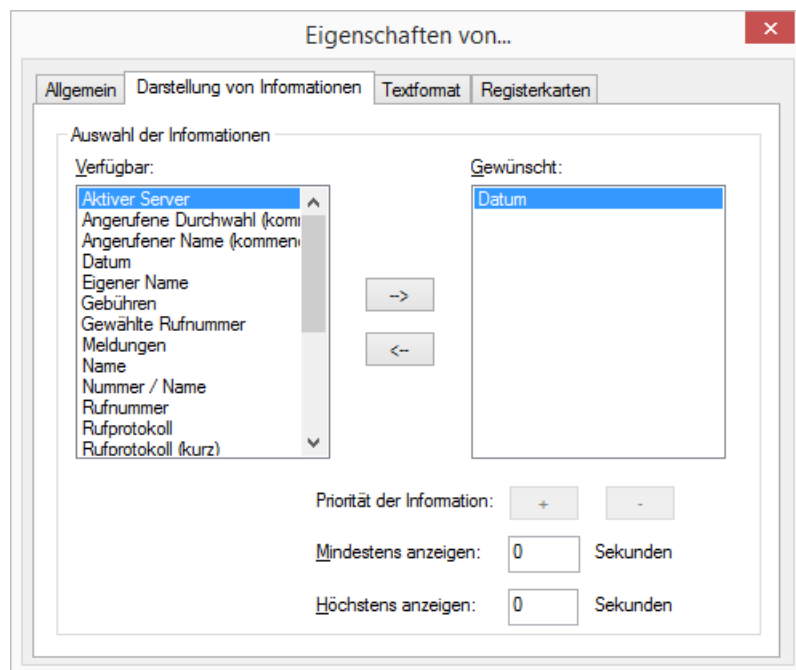 Eigenschaften von...
Allgemein Darstellung von Informationen Textformat Registerkarten
Auswahl der Informationen
Verfügbar: Gewünscht:
Aktiver Server Datum
Angerufene Durchwahl (kom
Angerufener Name (kommen
Datum
Eigener Name
Gebühren
-->
Gewählte Rufnummer
Meldungen
<--
Name
Nummer / Name
Rufnummer
Rufprotokoll
Rufprotokoll (kurz)
Priorität der Information: + -
Mindestens anzeigen: 0 Sekunden
Höchstens anzeigen: 0 Sekunden